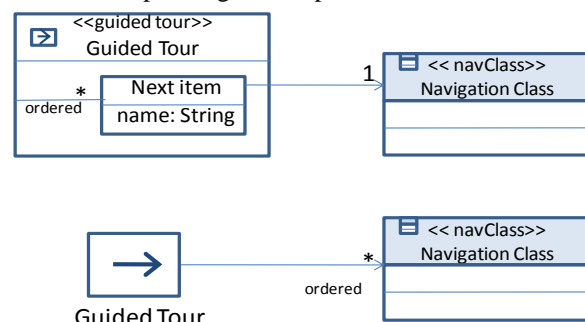 <<guided tour>>
Guided Tour
*
ordered
Next item
name: String
1
<< navClass>>
Navigation Class
*
ordered
<< navClass>>
Navigation Class
Guided Tour